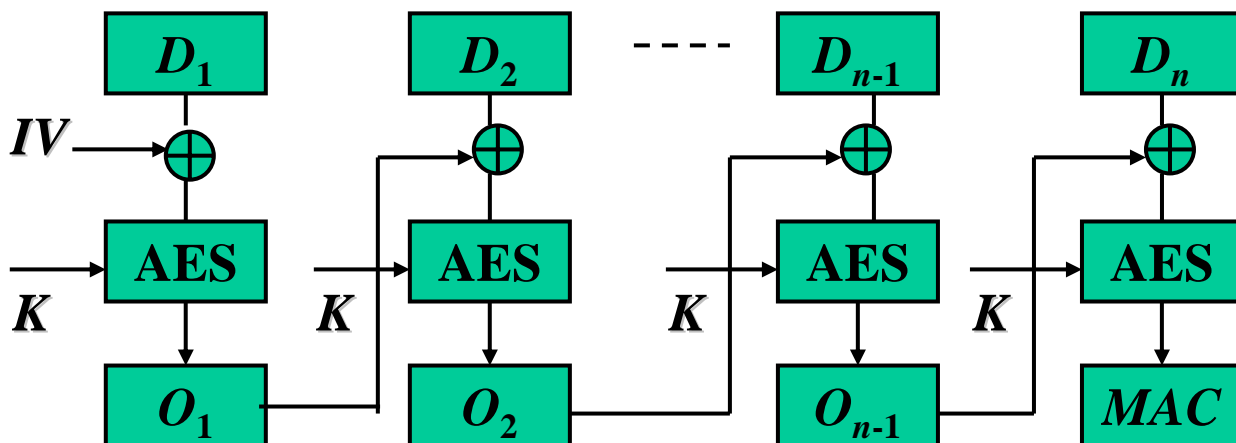 D₁ D₂ Dₙ₋₁ Dₙ
IV
AES AES AES AES
K K K K
O₁ O₂ Oₙ₋₁ MAC